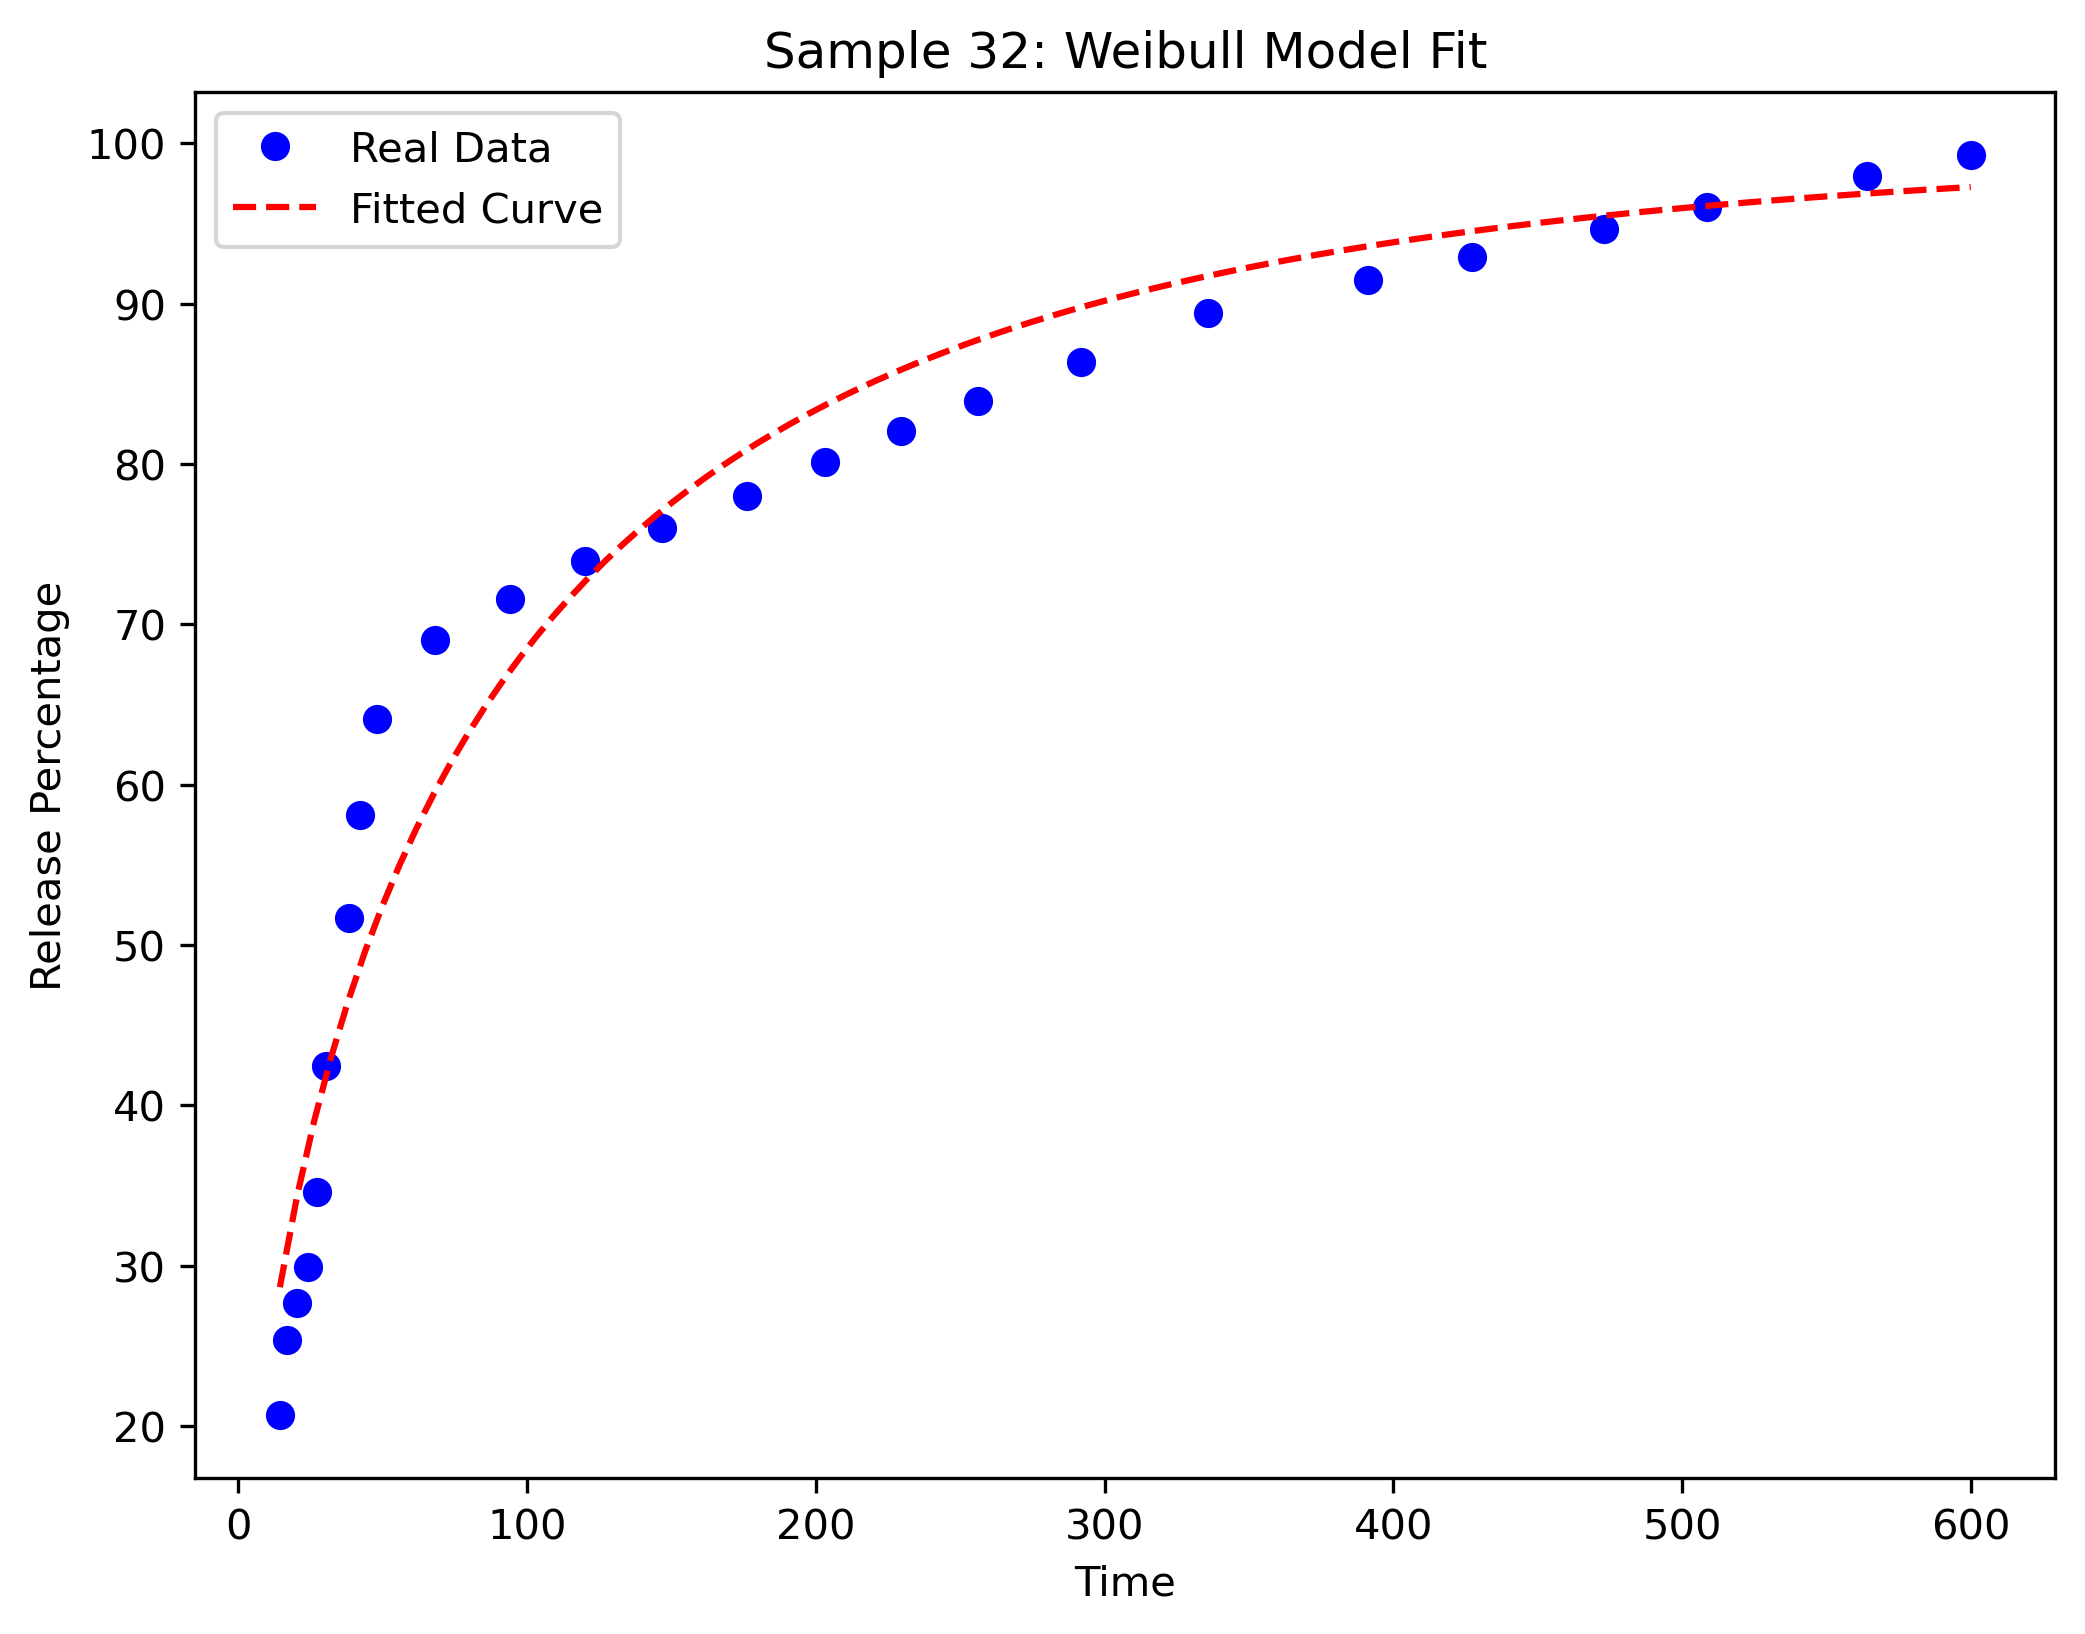 Sample 32: Weibull Model Fit
Real Data
Fitted Curve
Release Percentage
100
90
80
70
60
50
40
30
20
0 100 200 300 400 500 600
Time